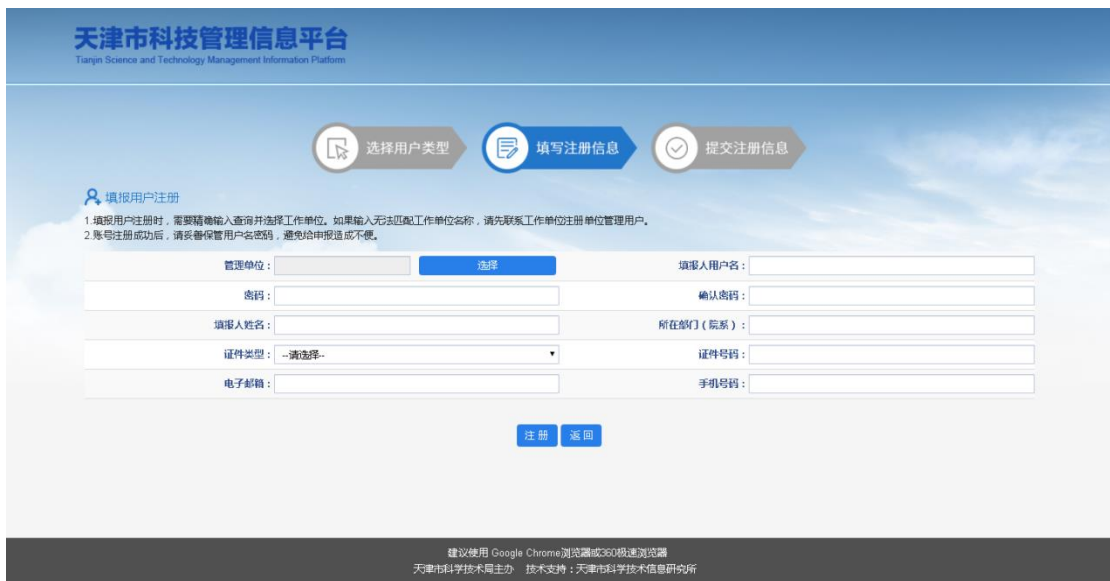 天津市科技管理信息平台
Tianjin Science and Technology Management Information Platform
选择用户类型 填写注册信息 提交注册信息
填报用户注册
1.填报用户注册时，需要精确输入查询并选择工作单位。如果输入无法匹配工作单位名称，请先联系工作单位注册单位管理用户。
2.账号注册成功后，请妥善保管用户名密码，避免给申报造成不便。
管理单位： 选择 填报人用户名：
密码： 确认密码：
填报人姓名： 所在部门（院系）：
证件类型： --请选择-- 证件号码：
电子邮箱： 手机号码：
注 册 返 回
建议使用 Google Chrome浏览器或360极速浏览器
天津市科学技术局主办 技术支持：天津市科学技术信息研究所